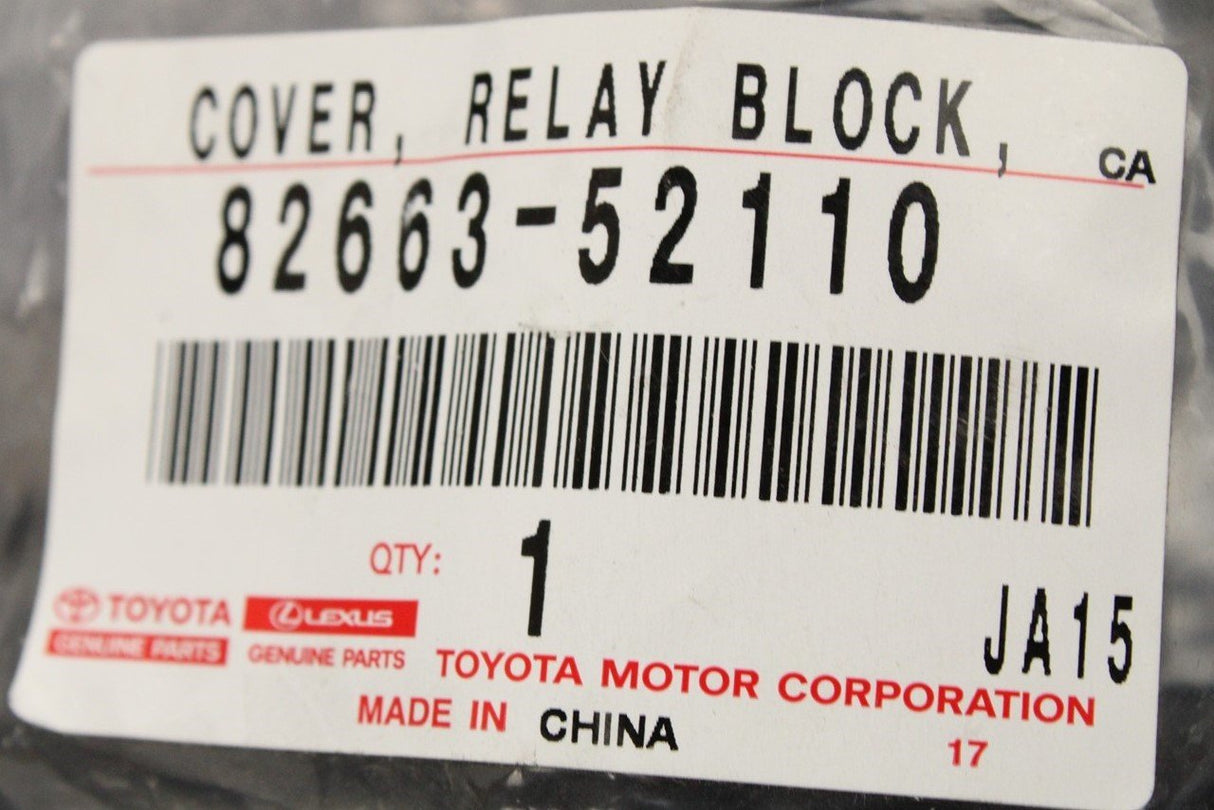 COVER, RELAY BLOCK, CA
82663-52110
QTY: 1
JA15
TOYOTA LEXUS
GENUINE PARTS GENUINE PARTS
TOYOTA MOTOR CORPORATION
MADE IN CHINA
17